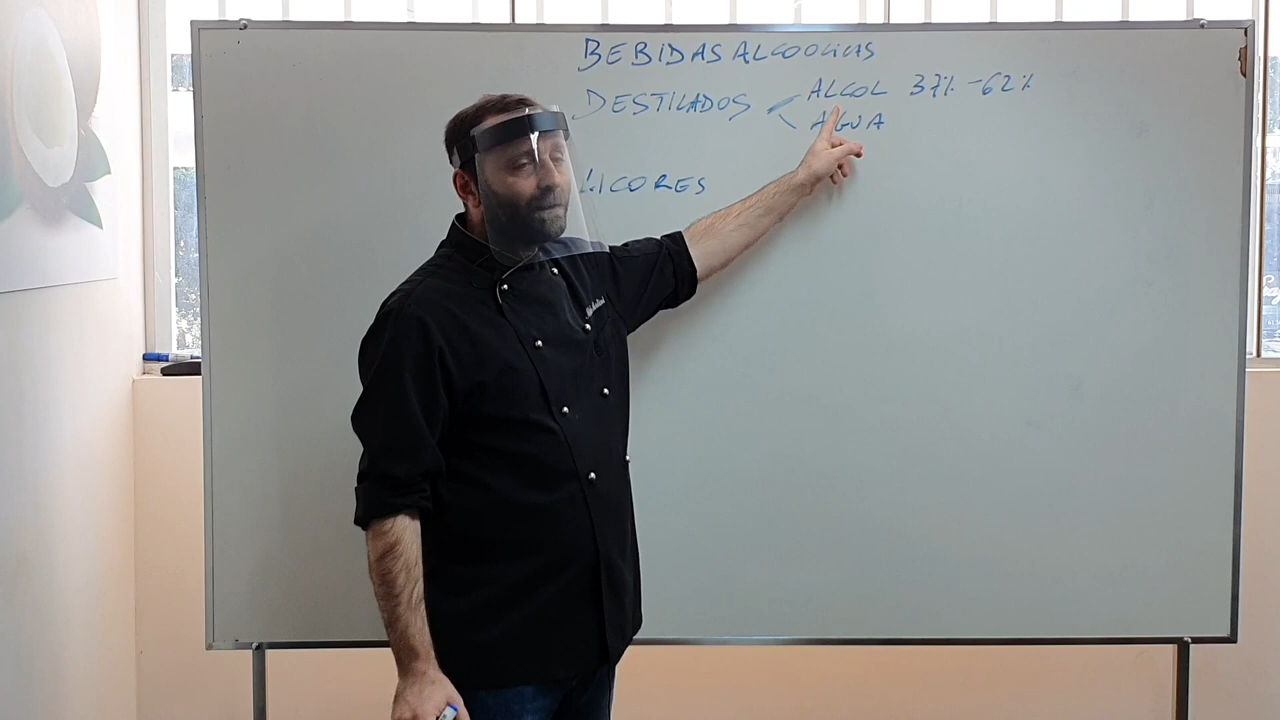 BEBIDAS ALCOOLICAS
DESTILADOS < ALCOL 37% - 62%
AGUA
LICORES